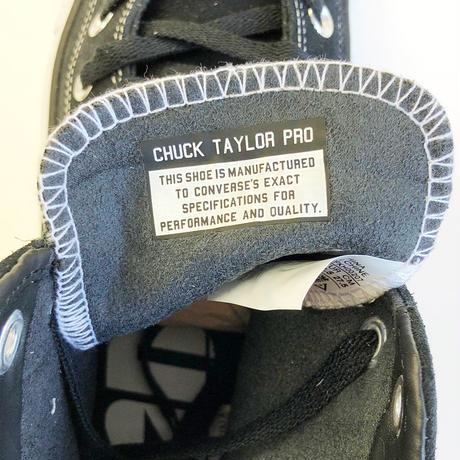 CHUCK TAYLOR PRO
THIS SHOE IS MANUFACTURED
TO CONVERSE'S EXACT
SPECIFICATIONS FOR
PERFORMANCE AND QUALITY.